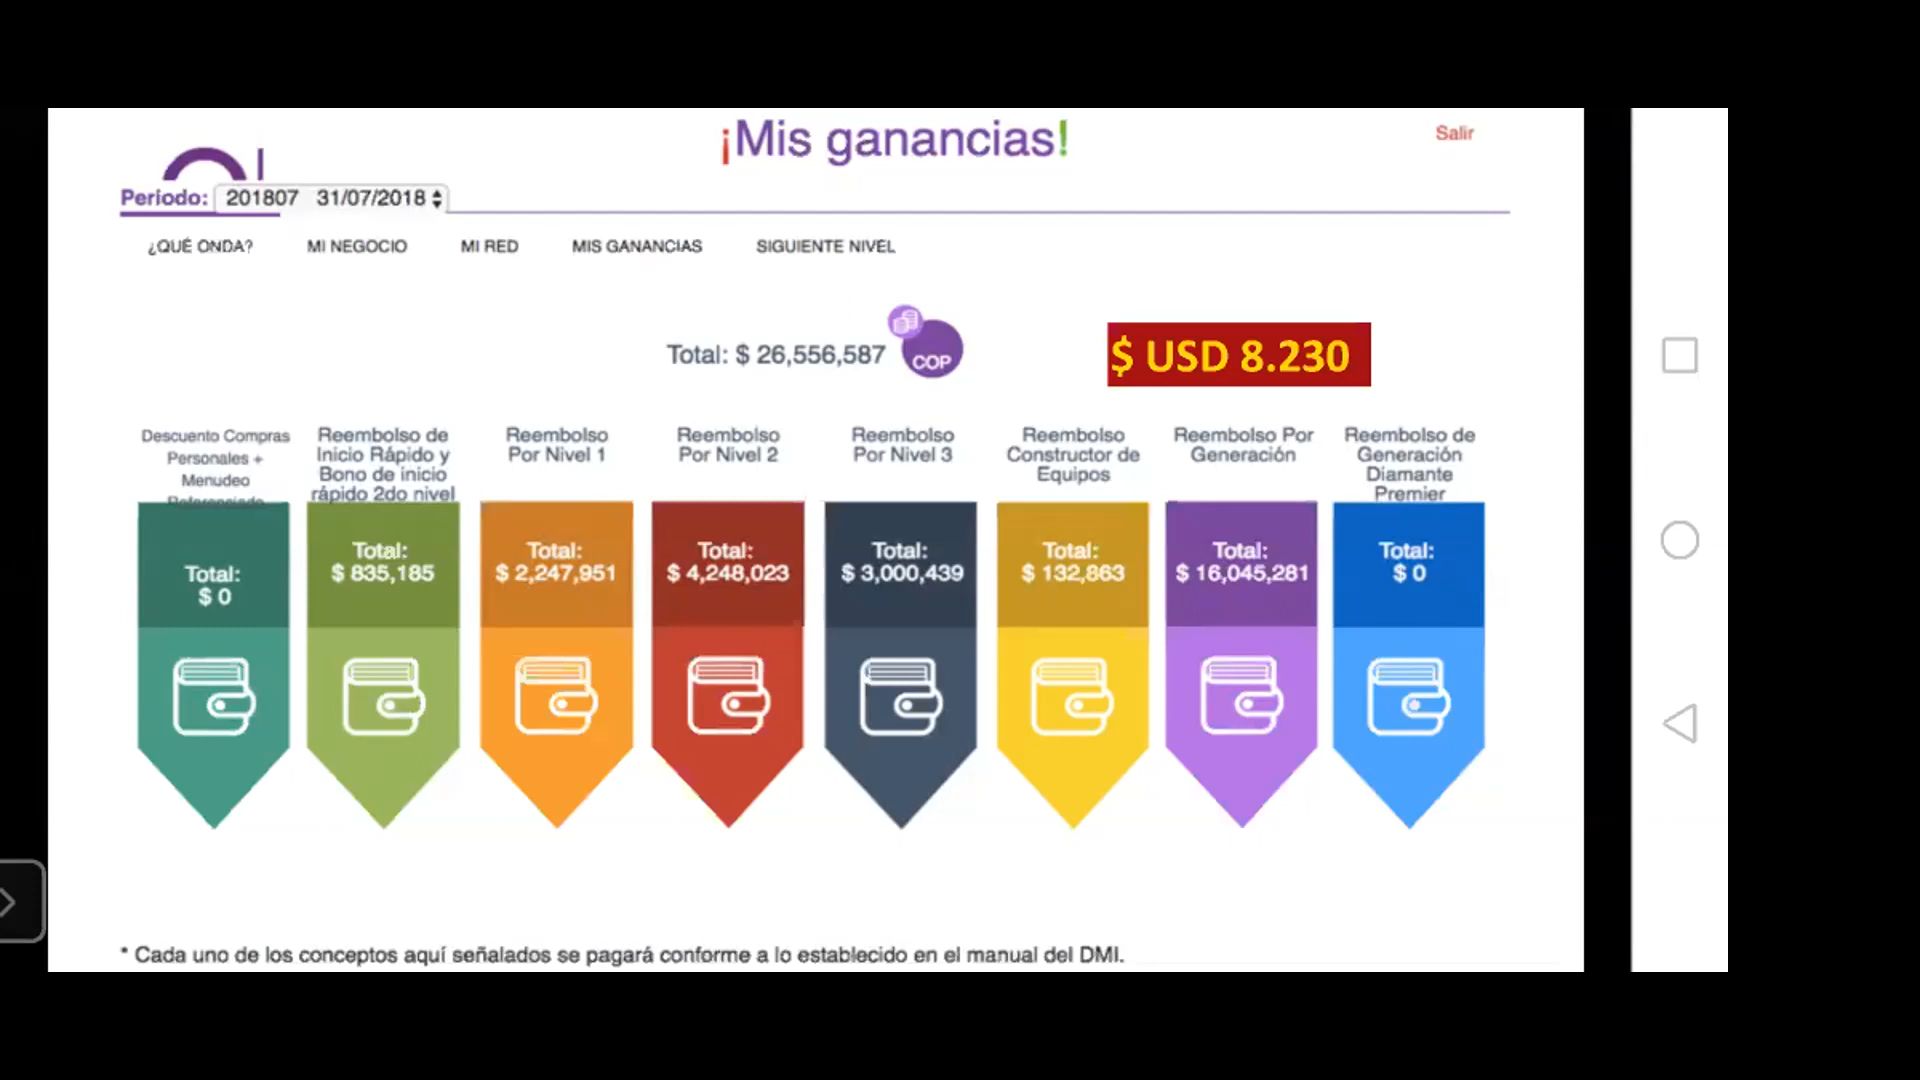 ¡Mis ganancias!
Salir
Periodo: 201807 31/07/2018
¿QUÉ ONDA? MI NEGOCIO MI RED MIS GANANCIAS SIGUIENTE NIVEL
Total: $ 26,556,587 COP
$ USD 8.230
Descuento Compras
Personales +
Menudeo
Referenciado
Total:
$ 0
Reembolso de
Inicio Rápido y
Bono de inicio
rápido 2do nivel
Total:
$ 835,185
Reembolso
Por Nivel 1
Total:
$ 2,247,951
Reembolso
Por Nivel 2
Total:
$ 4,248,023
Reembolso
Por Nivel 3
Total:
$ 3,000,439
Reembolso
Constructor de
Equipos
Total:
$ 132,863
Reembolso Por
Generación
Total:
$ 16,045,281
Reembolso de
Generación
Diamante
Premier
Total:
$ 0
* Cada uno de los conceptos aquí señalados se pagará conforme a lo establecido en el manual del DMI.